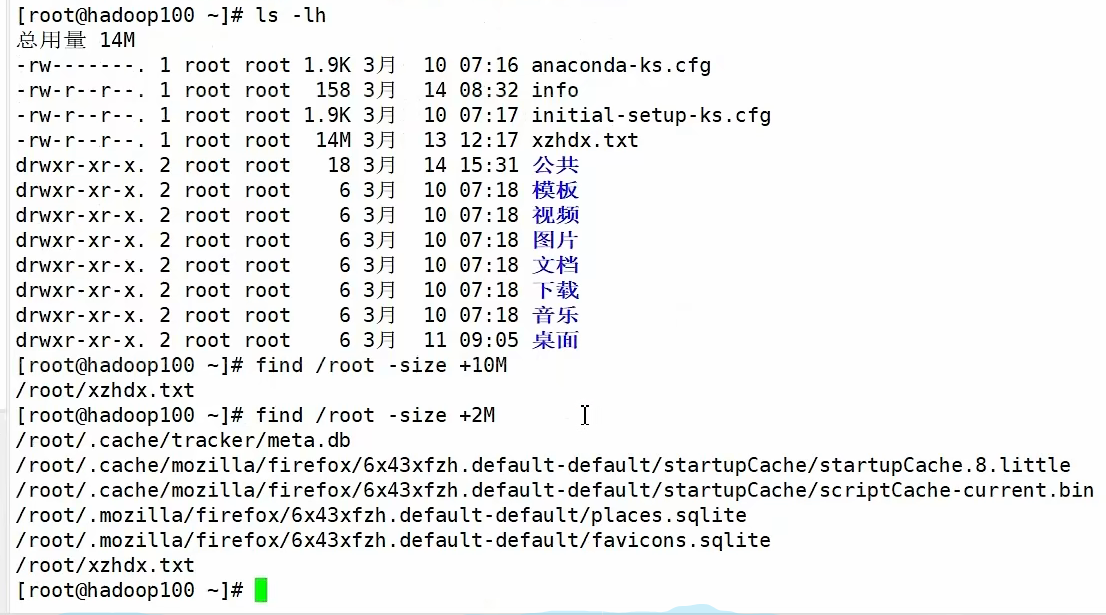 [root@hadoop100 ~]# ls -lh
总用量 14M
-rw-------. 1 root root 1.9K 3月  10 07:16 anaconda-ks.cfg
-rw-r--r--. 1 root root  158 3月  14 08:32 info
-rw-r--r--. 1 root root 1.9K 3月  10 07:17 initial-setup-ks.cfg
-rw-r--r--. 1 root root  14M 3月  13 12:17 xzhdx.txt
drwxr-xr-x. 2 root root   18 3月  14 15:31 公共
drwxr-xr-x. 2 root root    6 3月  10 07:18 模板
drwxr-xr-x. 2 root root    6 3月  10 07:18 视频
drwxr-xr-x. 2 root root    6 3月  10 07:18 图片
drwxr-xr-x. 2 root root    6 3月  10 07:18 文档
drwxr-xr-x. 2 root root    6 3月  10 07:18 下载
drwxr-xr-x. 2 root root    6 3月  10 07:18 音乐
drwxr-xr-x. 2 root root    6 3月  11 09:05 桌面
[root@hadoop100 ~]# find /root -size +10M
/root/xzhdx.txt
[root@hadoop100 ~]# find /root -size +2M
/root/.cache/tracker/meta.db
/root/.cache/mozilla/firefox/6x43xfzh.default-default/startupCache/startupCache.8.little
/root/.cache/mozilla/firefox/6x43xfzh.default-default/startupCache/scriptCache-current.bin
/root/.mozilla/firefox/6x43xfzh.default-default/places.sqlite
/root/.mozilla/firefox/6x43xfzh.default-default/favicons.sqlite
/root/xzhdx.txt
[root@hadoop100 ~]#